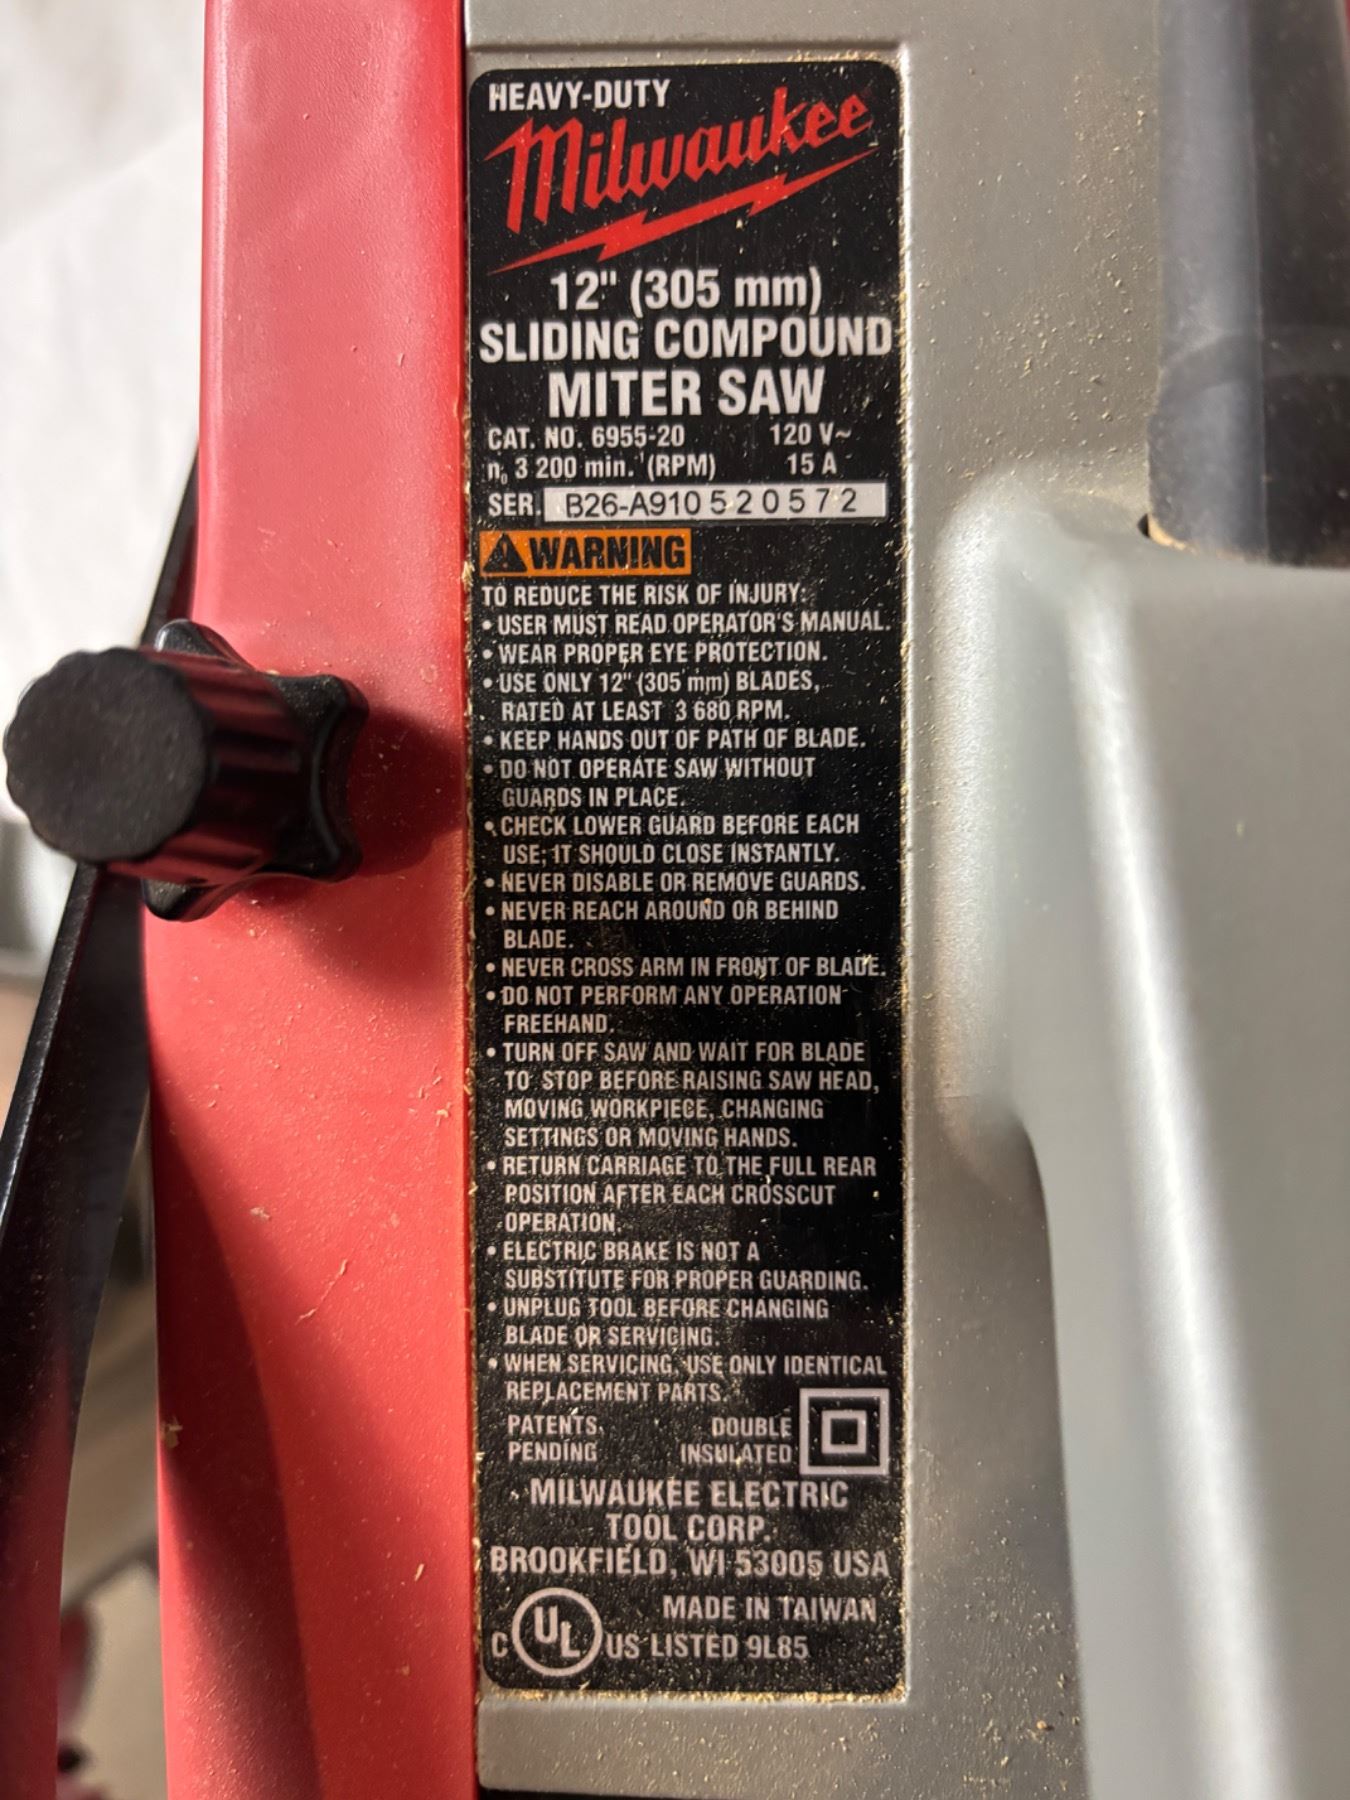 HEAVY-DUTY
Milwaukee
12" (305 mm)
SLIDING COMPOUND
MITER SAW
CAT. NO. 6955-20 120 V~
n₀ 3 200 min.⁻¹(RPM) 15 A
SER. B26-A910520572
WARNING
TO REDUCE THE RISK OF INJURY:
• USER MUST READ OPERATOR'S MANUAL.
• WEAR PROPER EYE PROTECTION.
• USE ONLY 12" (305 mm) BLADES,
RATED AT LEAST 3 680 RPM.
• KEEP HANDS OUT OF PATH OF BLADE.
• DO NOT OPERATE SAW WITHOUT
GUARDS IN PLACE.
• CHECK LOWER GUARD BEFORE EACH
USE; IT SHOULD CLOSE INSTANTLY.
• NEVER DISABLE OR REMOVE GUARDS.
• NEVER REACH AROUND OR BEHIND
BLADE.
• NEVER CROSS ARM IN FRONT OF BLADE.
• DO NOT PERFORM ANY OPERATION
FREEHAND.
• TURN OFF SAW AND WAIT FOR BLADE
TO STOP BEFORE RAISING SAW HEAD,
MOVING WORKPIECE, CHANGING
SETTINGS OR MOVING HANDS.
• RETURN CARRIAGE TO THE FULL REAR
POSITION AFTER EACH CROSSCUT
OPERATION.
• ELECTRIC BRAKE IS NOT A
SUBSTITUTE FOR PROPER GUARDING.
• UNPLUG TOOL BEFORE CHANGING
BLADE OR SERVICING.
• WHEN SERVICING, USE ONLY IDENTICAL
REPLACEMENT PARTS.
PATENTS DOUBLE
PENDING INSULATED
MILWAUKEE ELECTRIC
TOOL CORP.
BROOKFIELD, WI 53005 USA
MADE IN TAIWAN
C UL US LISTED 9L85